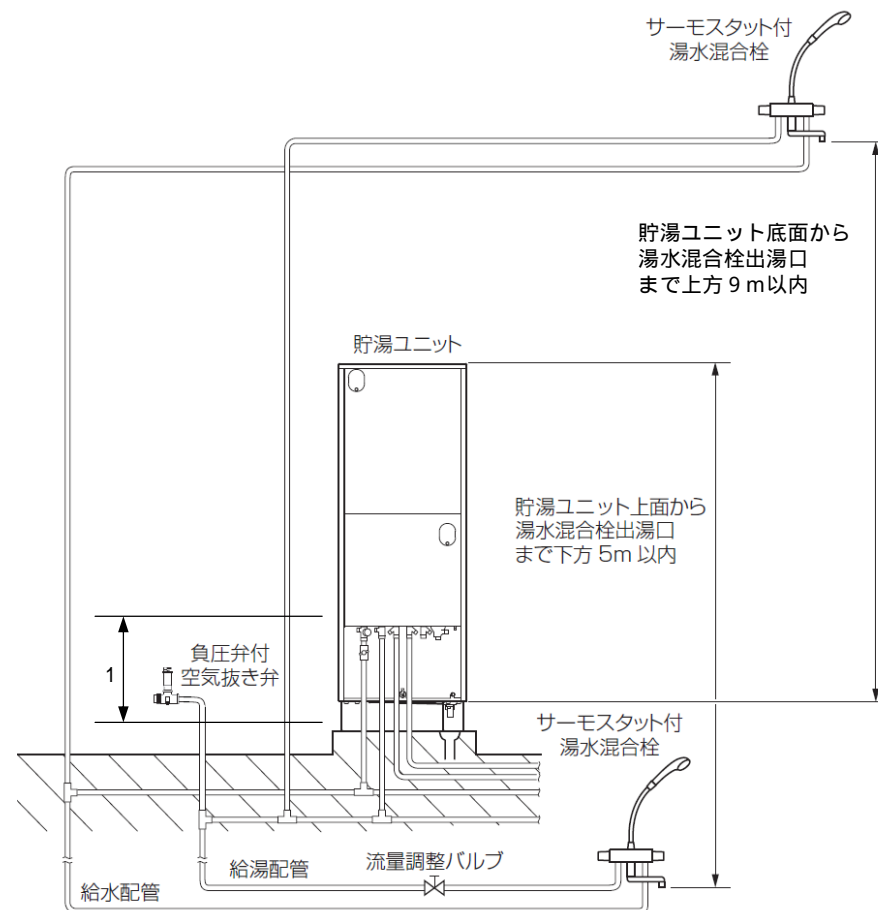 サーモスタット付
湯水混合栓
貯湯ユニット底面から
湯水混合栓出湯口
まで上方9m以内
貯湯ユニット
貯湯ユニット上面から
湯水混合栓出湯口
まで下方 5m 以内
負圧弁付
空気抜き弁
1
サーモスタット付
湯水混合栓
流量調整バルブ
給湯配管
給水配管